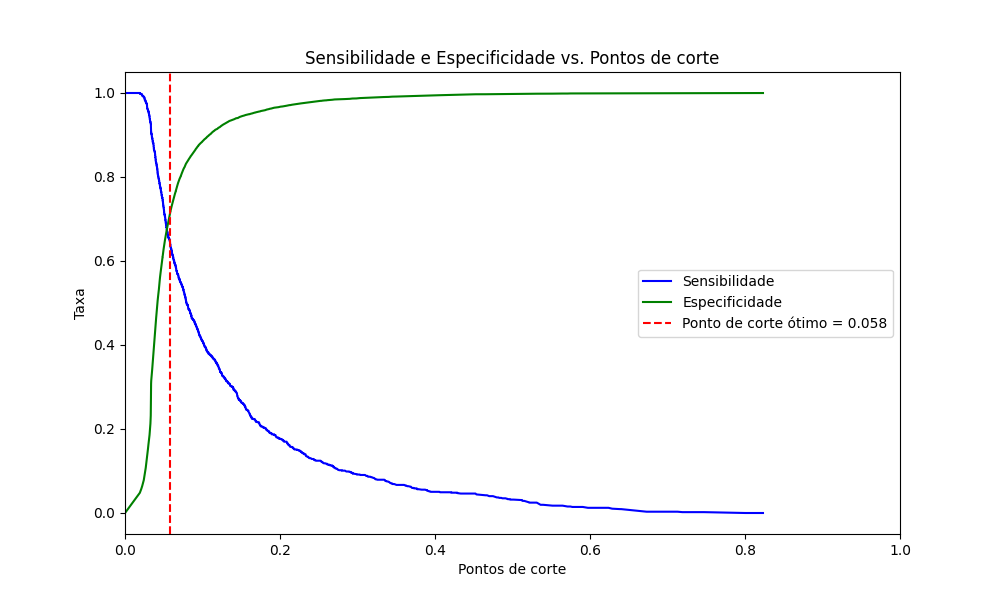 Sensibilidade e Especificidade vs. Pontos de corte
Taxa
1.0
0.8
0.6
0.4
0.2
0.0
Sensibilidade
Especificidade
Ponto de corte ótimo = 0.058
0.0 0.2 0.4 0.6 0.8 1.0
Pontos de corte